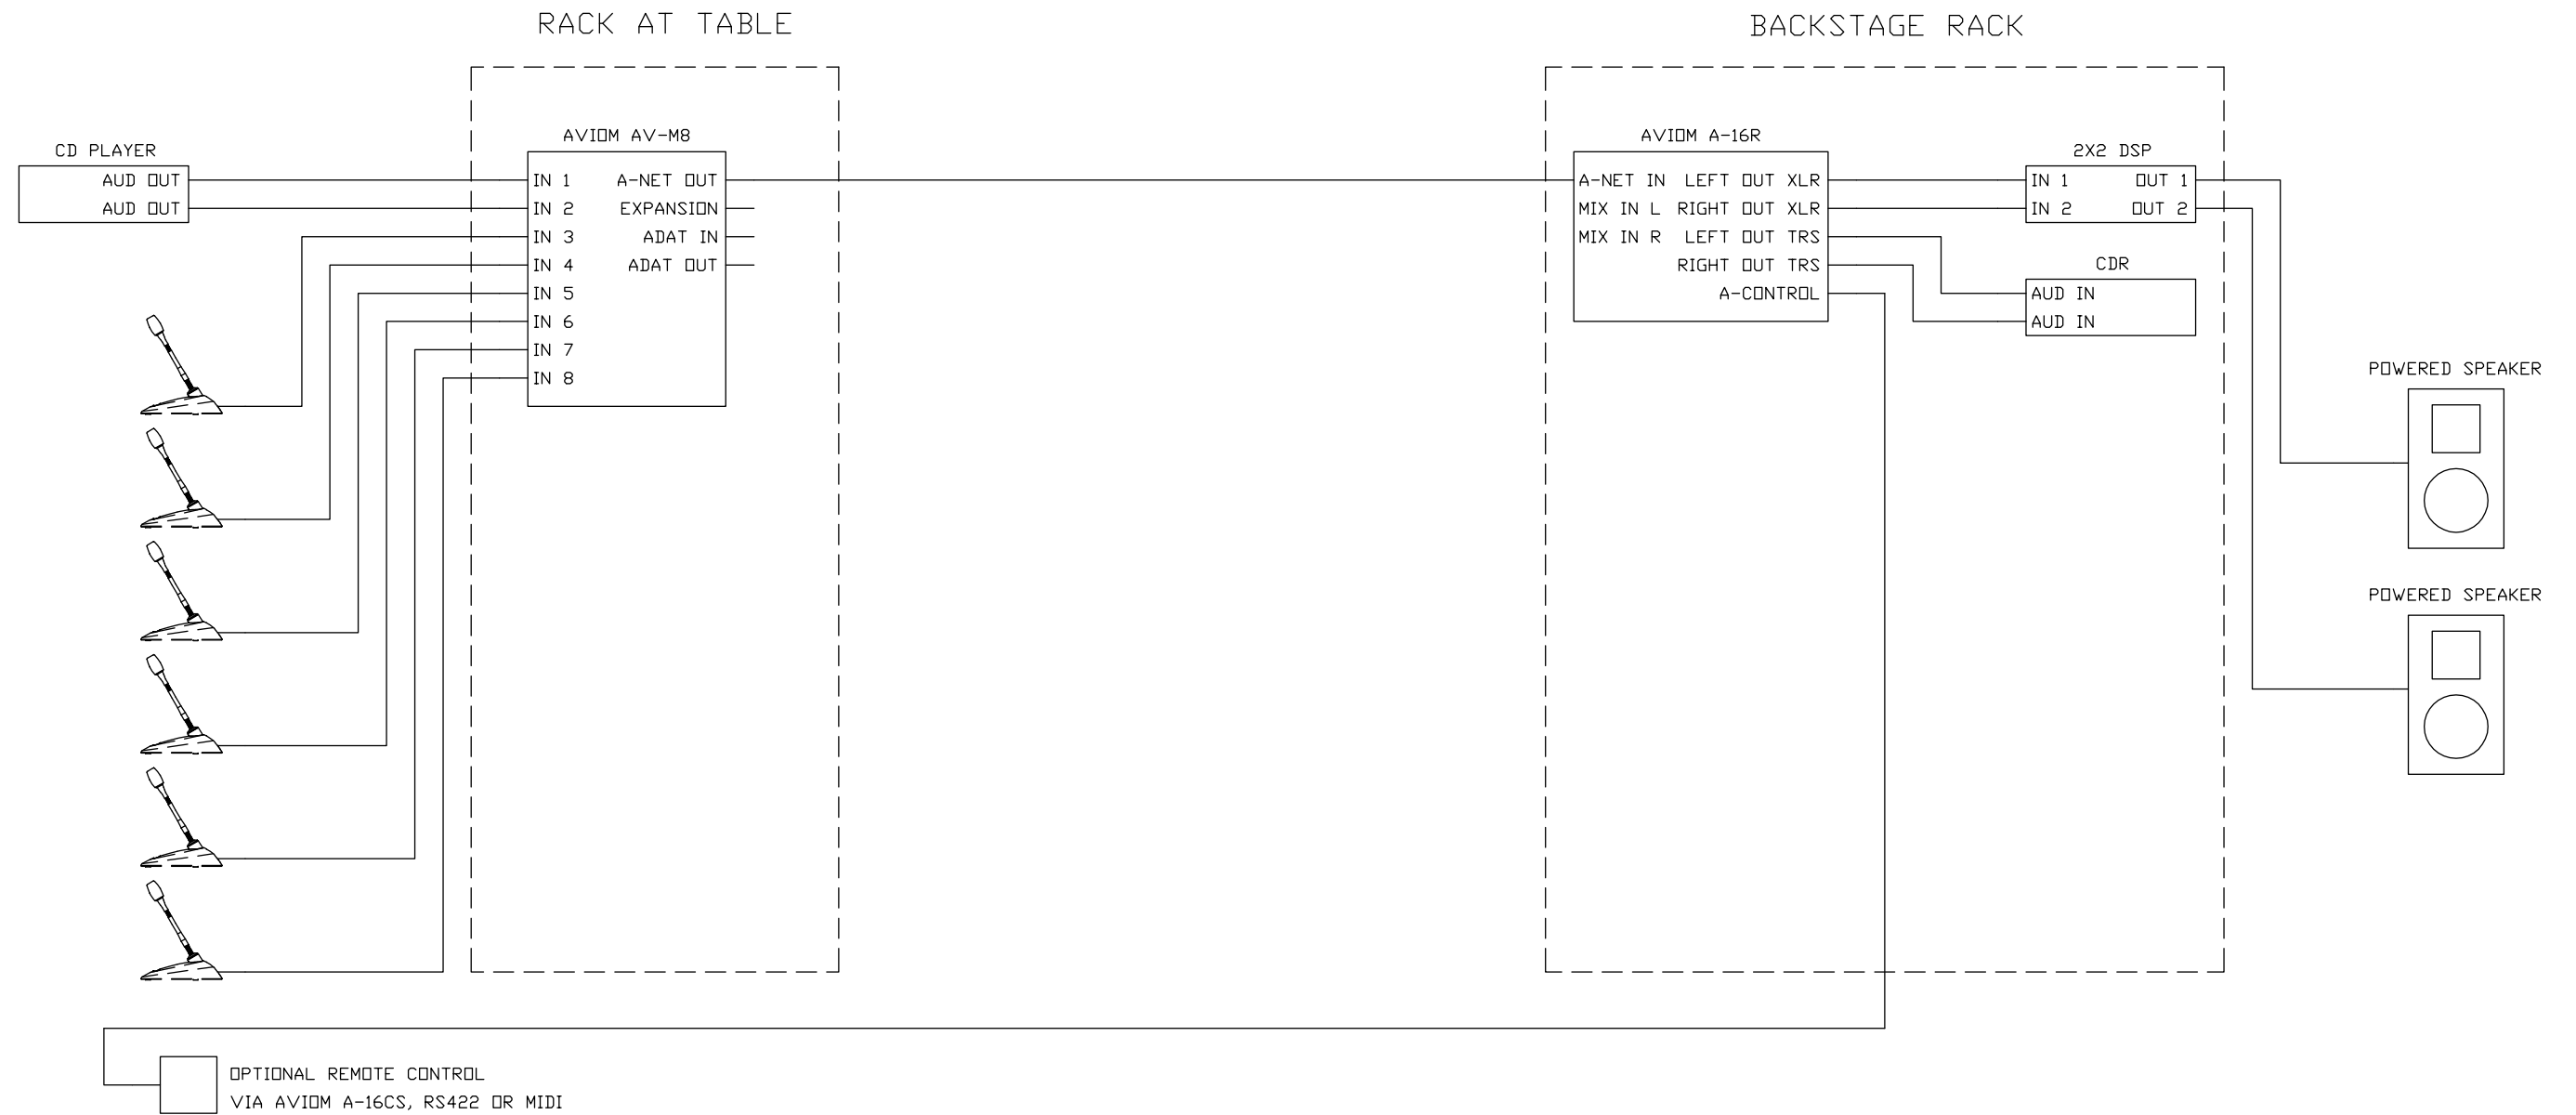 RACK AT TABLE
BACKSTAGE RACK
CD PLAYER
AUD OUT
AUD OUT
AVIOM AV-M8
IN 1 A-NET OUT
IN 2 EXPANSION
IN 3 ADAT IN
IN 4 ADAT OUT
IN 5
IN 6
IN 7
IN 8
AVIOM A-16R
A-NET IN LEFT OUT XLR
MIX IN L RIGHT OUT XLR
MIX IN R LEFT OUT TRS
RIGHT OUT TRS
A-CONTROL
2X2 DSP
IN 1 OUT 1
IN 2 OUT 2
CDR
AUD IN
AUD IN
POWERED SPEAKER
POWERED SPEAKER
OPTIONAL REMOTE CONTROL
VIA AVIOM A-16CS, RS422 OR MIDI